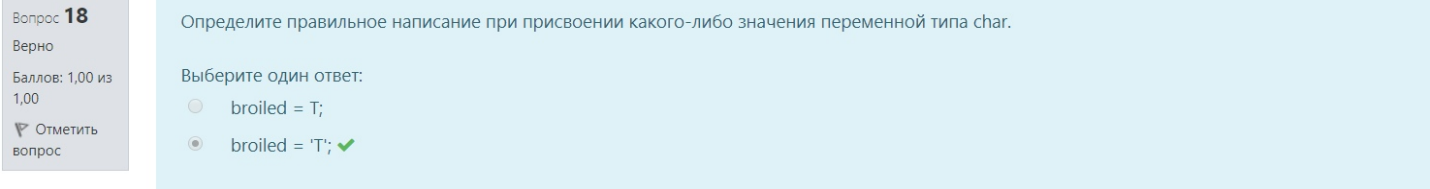 Вопрос 18
Верно
Баллов: 1,00 из
1,00
Отметить
вопрос
Определите правильное написание при присвоении какого-либо значения переменной типа char.
Выберите один ответ:
broiled = T;
broiled = 'T';